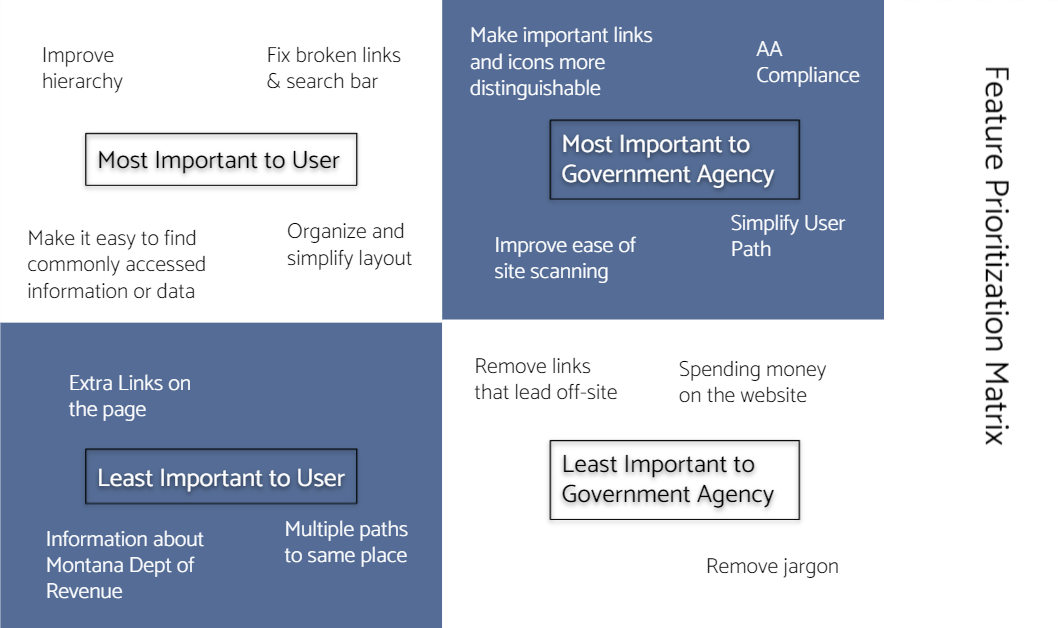 Improve
hierarchy
Fix broken links
& search bar
Most Important to User
Make it easy to find
commonly accessed
information or data
Organize and
simplify layout
Make important links
and icons more
distinguishable
AA
Compliance
Most Important to
Government Agency
Improve ease of
site scanning
Simplify User
Path
Extra Links on
the page
Least Important to User
Information about
Montana Dept of
Revenue
Multiple paths
to same place
Remove links
that lead off-site
Spending money
on the website
Least Important to
Government Agency
Remove jargon
Feature Prioritization Matrix